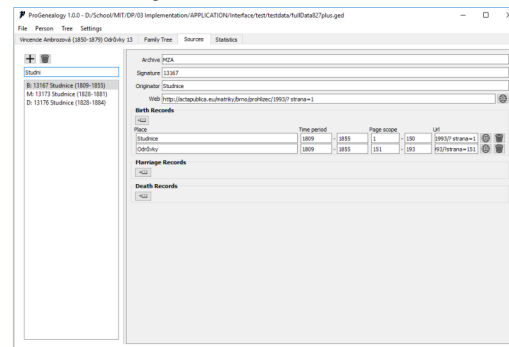 ProGenealogy 1.0.0 - D:/School/MIT/DP/03 Implementation/APPLICATION/Interface/test/testdata/fullData827plus.ged
File Person Tree Settings
Vincencie Ambrozová (1850-1879) Odrůvky 13 Family Tree Sources Statistics
Studni
B: 13167 Studnice (1809-1855)
M: 13173 Studnice (1828-1881)
D: 13176 Studnice (1828-1884)
Archive MZA
Signature 13167
Originator Studnice
Web http://actapublica.eu/matriky/brno/prohlizec/1993/? strana=1
Birth Records
Place Time period Page scope Url
Studnice 1809 - 1855 1 - 150 1993/? strana=1
Odrůvky 1809 - 1855 151 - 193 93/?strana=151
Marriage Records
Death Records